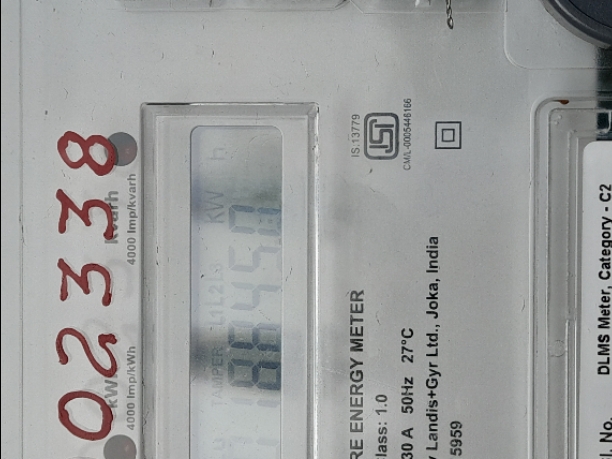 02338
kvarh
4000 Imp/kWh 4000 Imp/kvarh
TAMPER
kW h
IS:13779
CM/L-0005446166
RE ENERGY METER
lass: 1.0
30 A 50Hz 27°C
Landis+Gyr Ltd., Joka, India
5959
No.
DLMS Meter, Category - C2